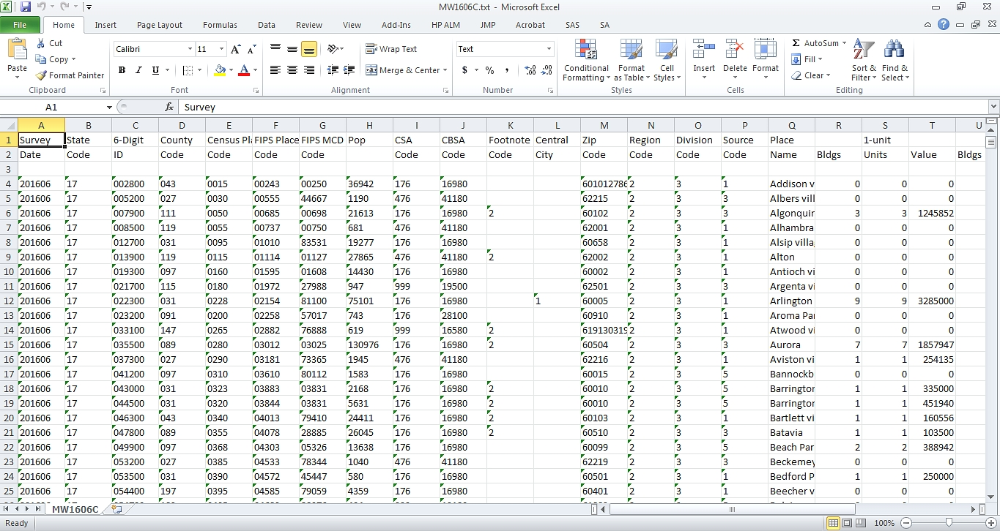 MW1606C.txt - Microsoft Excel
File Home Insert Page Layout Formulas Data Review View Add-Ins HP ALM JMP Acrobat SAS SA
Cut Calibri 11 Wrap Text Text Σ AutoSum
Copy Conditional Format Cell Insert Delete Format Fill Sort & Find &
Paste Format Painter B I U Merge & Center $ % , Formatting as Table Styles Clear Filter Select
Clipboard Font Alignment Number Styles Cells Editing
A1 fx Survey
A B C D E F G H I J K L M N O P Q R S T U
1 Survey State 6-Digit County Census Pl FIPS Place FIPS MCD Pop CSA CBSA Footnote Central Zip Region Division Source Place 1-unit
2 Date Code ID Code Code Code Code Code Code Code City Code Code Code Code Name Bldgs Units Value Bldgs
3
4 201606 17 002800 043 0015 00243 00250 36942 176 16980 601012786 2 3 1 Addison v 0 0 0
5 201606 17 005200 027 0030 00555 44667 1190 476 41180 62215 2 3 3 Albers vill 0 0 0
6 201606 17 007900 111 0050 00685 00698 21613 176 16980 2 60102 2 3 3 Algonquin 3 3 1245852
7 201606 17 008500 119 0055 00737 00750 681 476 41180 62001 2 3 1 Alhambra 0 0 0
8 201606 17 012700 031 0095 01010 83531 19277 176 16980 60658 2 3 1 Alsip villa 0 0 0
9 201606 17 013900 119 0115 01114 01127 27865 476 41180 2 62002 2 3 1 Alton 0 0 0
10 201606 17 019300 097 0160 01595 01608 14430 176 16980 60002 2 3 1 Antioch vi 0 0 0
11 201606 17 021700 115 0180 01972 27988 947 999 19500 62501 2 3 3 Argenta vi 0 0 0
12 201606 17 022300 031 0228 02154 81100 75101 176 16980 1 60005 2 3 1 Arlington 9 9 3285000
13 201606 17 023200 091 0200 02258 57017 743 176 28100 60910 2 3 1 Aroma Pa 0 0 0
14 201606 17 033100 147 0265 02882 76888 619 999 16580 2 619130319 2 3 1 Atwood vi 0 0 0
15 201606 17 035500 089 0280 03012 03025 130976 176 16980 2 60504 2 3 3 Aurora 7 7 1857947
16 201606 17 037300 027 0290 03181 73365 1945 476 41180 62216 2 3 1 Aviston vi 1 1 254135
17 201606 17 041200 097 0310 03610 80112 1583 176 16980 60015 2 3 5 Bannockb 0 0 0
18 201606 17 043000 031 0323 03883 03831 2168 176 16980 2 60010 2 3 5 Barrington 1 1 335000
19 201606 17 044500 031 0320 03844 03831 5631 176 16980 2 60010 2 3 5 Barrington 1 1 451940
20 201606 17 046300 043 0340 04013 79410 24411 176 16980 2 60103 2 3 1 Bartlett vi 1 1 160556
21 201606 17 047800 089 0355 04078 28885 26045 176 16980 2 60510 2 3 3 Batavia 1 1 103500
22 201606 17 049900 097 0368 04303 05326 13638 176 16980 60099 2 3 5 Beach Par 2 2 388942
23 201606 17 053200 027 0385 04533 78344 1040 476 41180 62219 2 3 3 Beckemey 0 0 0
24 201606 17 053500 031 0390 04572 45447 580 176 16980 60501 2 3 1 Bedford P 1 1 250000
25 201606 17 054400 197 0395 04585 79059 4359 176 16980 60401 2 3 1 Beecher v 0 0 0
MW1606C
Ready 100%